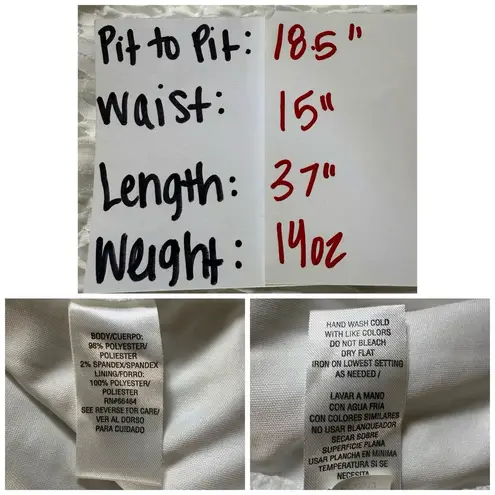 Pit to Pit: 18.5"
Waist: 15"
Length: 37"
Weight: 14oz
BODY/CUERPO:
98% POLYESTER/
POLIESTER
2% SPANDEX/SPANDEX
LINING/FORRO:
100% POLYESTER/
POLIESTER
RN#66464
SEE REVERSE FOR CARE/
VER AL DORSO
PARA CUIDADO
HAND WASH COLD
WITH LIKE COLORS
DO NOT BLEACH
DRY FLAT
IRON ON LOWEST SETTING
AS NEEDED /
LAVAR A MANO
CON AGUA FRIA
CON COLORES SIMILARES
NO USAR BLANQUEADOR
SECAR SOBRE
SUPERFICIE PLANA
USAR PLANCHA EN MINIMA
TEMPERATURA SI SE
NECESITA